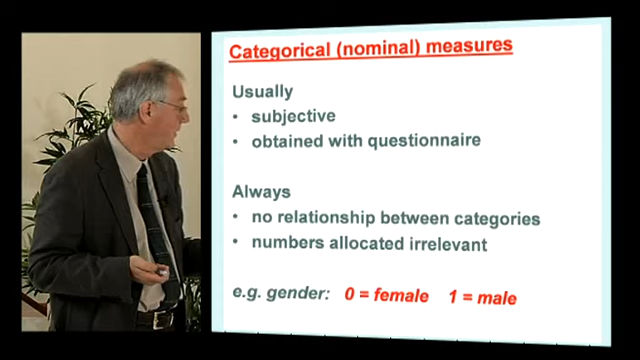 Categorical (nominal) measures
Usually
• subjective
• obtained with questionnaire
Always
• no relationship between categories
• numbers allocated irrelevant
e.g. gender: 0 = female 1 = male